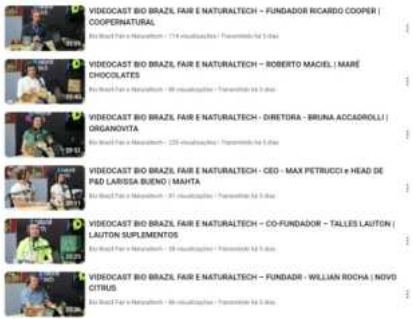 VIDEOCAST BIO BRAZIL FAIR E NATURALTECH – FUNDADOR RICARDO COOPER |
COOPERNATURAL
Bio Brazil Fair e Naturaltech • 114 visualizações • Transmitido há 5 dias
VIDEOCAST BIO BRAZIL FAIR E NATURALTECH – ROBERTO MACIEL | MARÉ
CHOCOLATES
Bio Brazil Fair e Naturaltech • visualizações • Transmitido há 5 dias
VIDEOCAST BIO BRAZIL FAIR E NATURALTECH - DIRETORA - BRUNA ACCADROLLI |
ORGANOVITA
Bio Brazil Fair e Naturaltech • visualizações • Transmitido há 5 dias
VIDEOCAST BIO BRAZIL FAIR E NATURALTECH - CEO - MAX PETRUCCI e HEAD DE
P&D LARISSA BUENO | MAHTA
Bio Brazil Fair e Naturaltech • visualizações • Transmitido há 5 dias
VIDEOCAST BIO BRAZIL FAIR E NATURALTECH – CO-FUNDADOR – TALLES LAUTON |
LAUTON SUPLEMENTOS
Bio Brazil Fair e Naturaltech • visualizações • Transmitido há 5 dias
VIDEOCAST BIO BRAZIL FAIR E NATURALTECH – FUNDADR - WILLIAN ROCHA | NOVO
CITRUS
Bio Brazil Fair e Naturaltech • visualizações • Transmitido há 5 dias